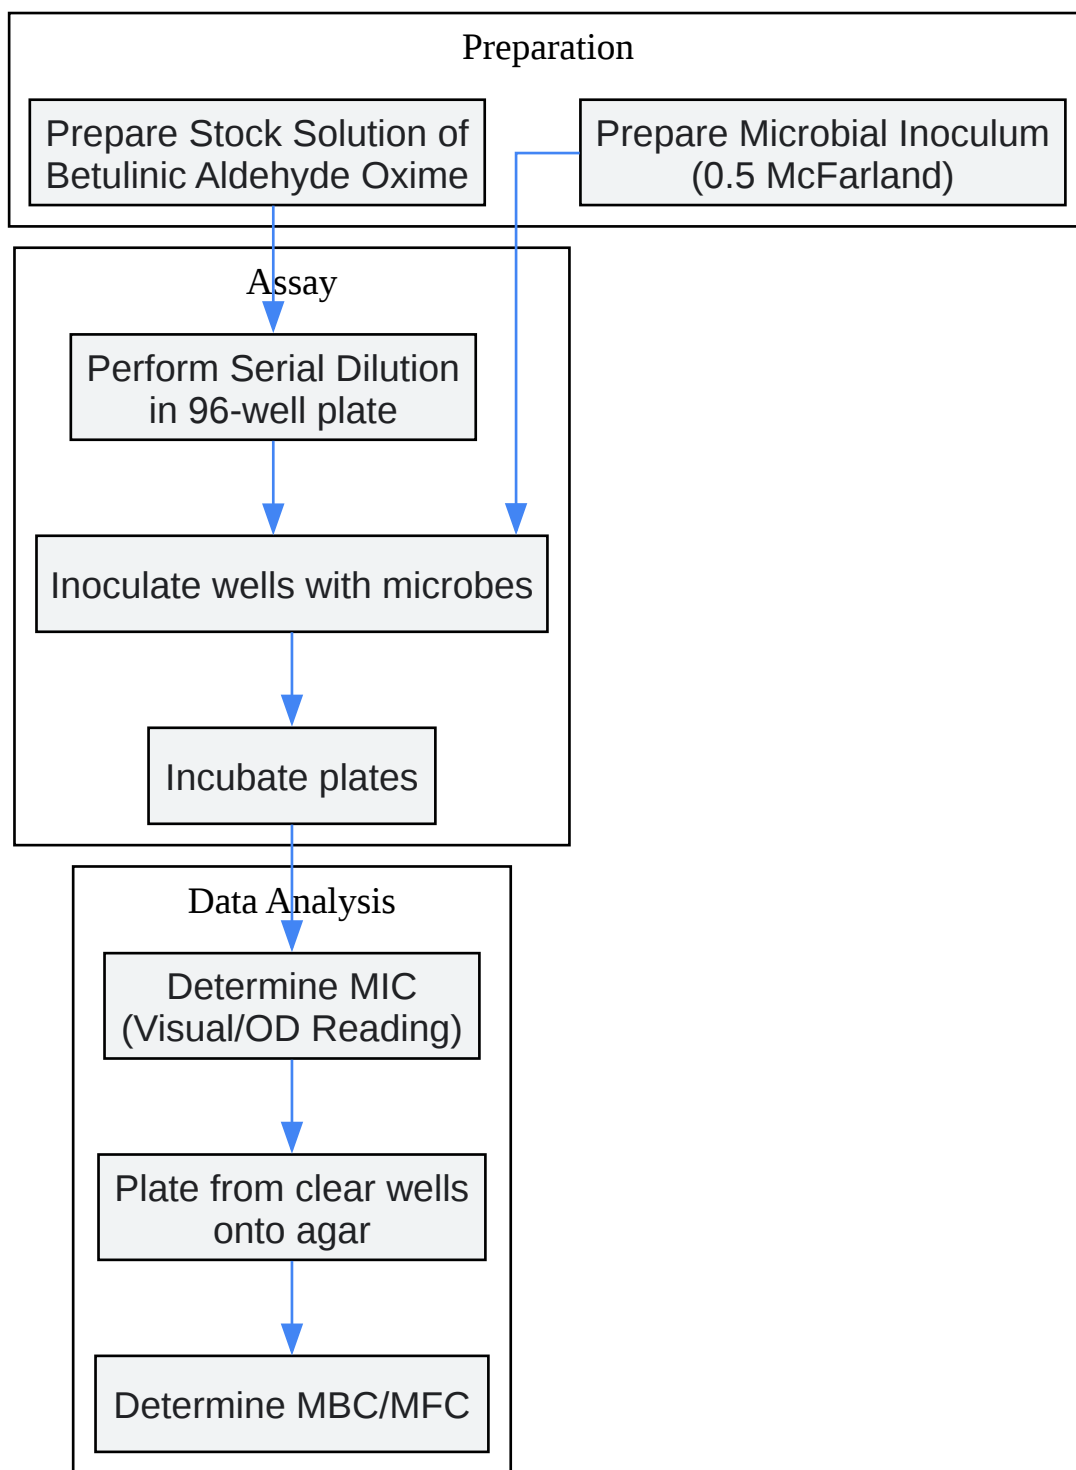 Preparation
Prepare Stock Solution of
Betulinic Aldehyde Oxime
Prepare Microbial Inoculum
(0.5 McFarland)
Assay
Perform Serial Dilution
in 96-well plate
Inoculate wells with microbes
Incubate plates
Data Analysis
Determine MIC
(Visual/OD Reading)
Plate from clear wells
onto agar
Determine MBC/MFC